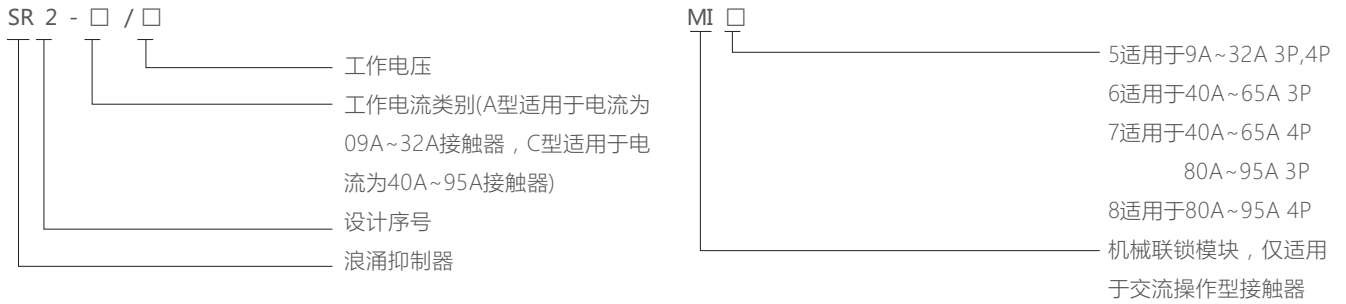 SR 2 - □ / □
工作电压
工作电流类别(A型适用于电流为
09A~32A接触器，C型适用于电
流为40A~95A接触器)
设计序号
浪涌抑制器
MI □
5适用于9A~32A 3P,4P
6适用于40A~65A 3P
7适用于40A~65A 4P
80A~95A 3P
8适用于80A~95A 4P
机械联锁模块，仅适用
于交流操作型接触器